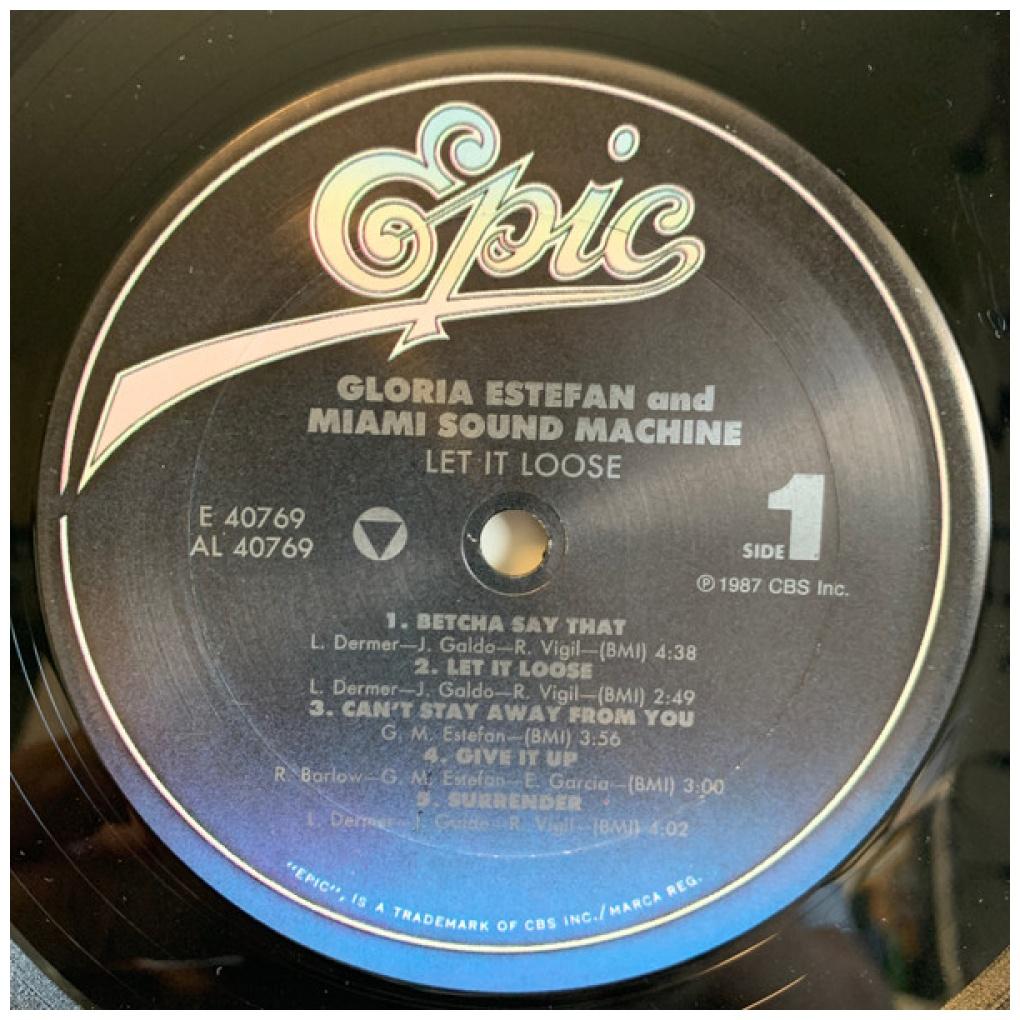 Epic
GLORIA ESTEFAN and
MIAMI SOUND MACHINE
LET IT LOOSE
E 40769
AL 40769
SIDE 1
Ⓟ1987 CBS Inc.
1. BETCHA SAY THAT
L. Dermer—J. Galdo—R. Vigil—(BMI) 4:38
2. LET IT LOOSE
L. Dermer—J. Galdo—R. Vigil—(BMI) 2:49
3. CAN'T STAY AWAY FROM YOU
G. M. Estefan—(BMI) 3:56
4. GIVE IT UP
R. Barlow—G. M. Estefan—E. Garcia—(BMI) 3:00
5. SURRENDER
L. Dermer—J. Galdo—R. Vigil—(BMI) 4:02
"EPIC", IS A TRADEMARK OF CBS INC./MARCA REG.